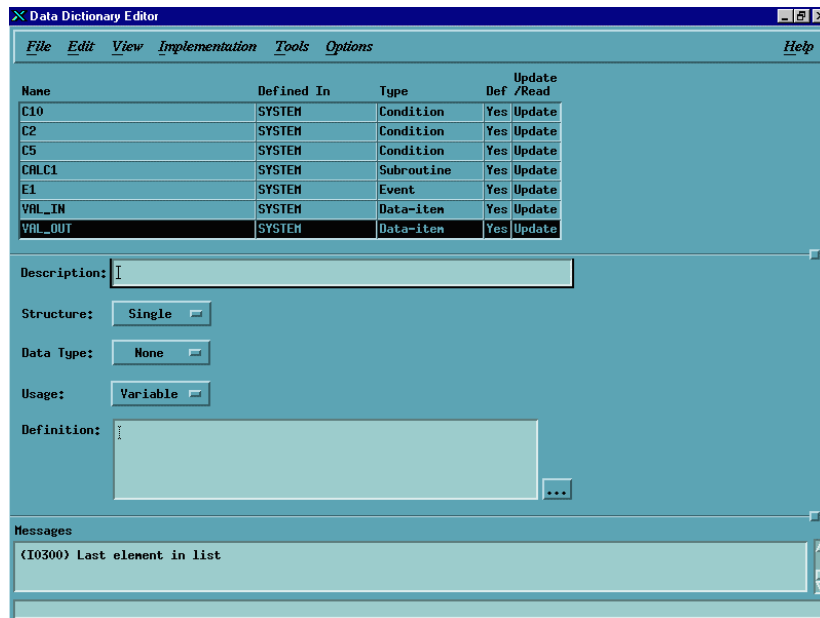 Data Dictionary Editor
File Edit View Implementation Tools Options Help
Update
Name Defined In Type Def /Read
C10 SYSTEM Condition Yes Update
C2 SYSTEM Condition Yes Update
C5 SYSTEM Condition Yes Update
CALC1 SYSTEM Subroutine Yes Update
E1 SYSTEM Event Yes Update
VAL_IN SYSTEM Data-item Yes Update
VAL_OUT SYSTEM Data-item Yes Update
Description:
Structure: Single
Data Type: None
Usage: Variable
Definition:
...
Messages
(I0300) Last element in list